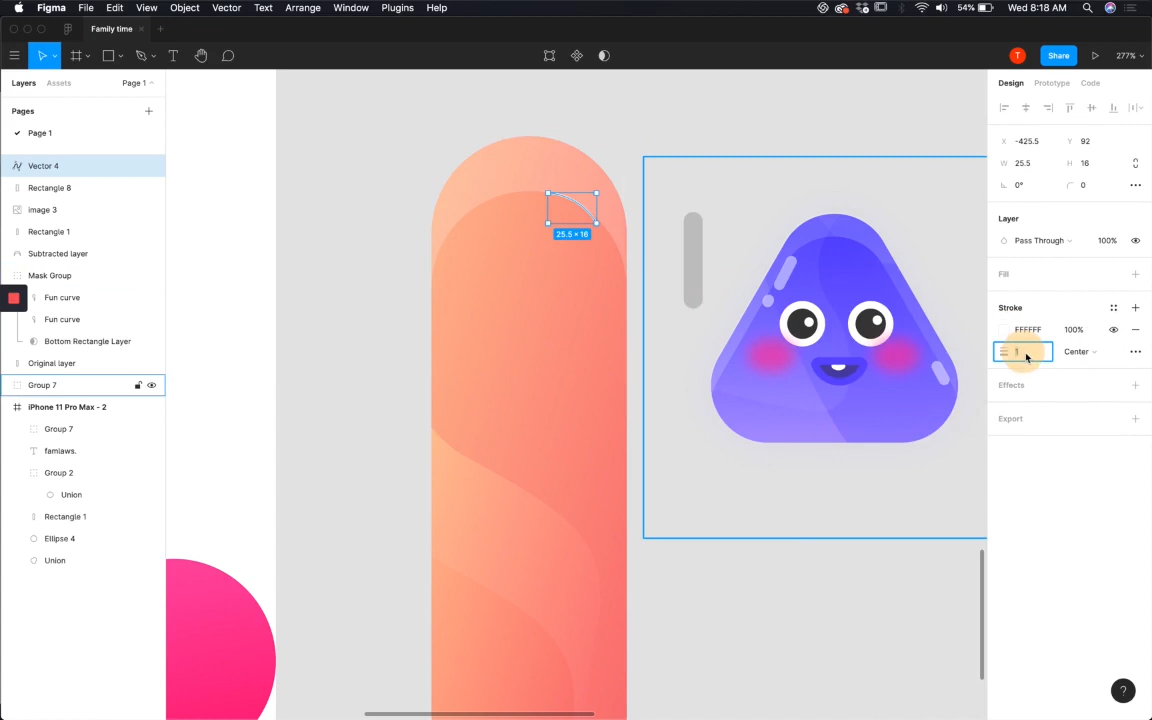 Figma File Edit View Object Vector Text Arrange Window Plugins Help
54% Wed 8:18 AM
Family time
T Share 277%
Layers Assets Page 1
Pages
Page 1
Vector 4
Rectangle 8
image 3
Rectangle 1
Subtracted layer
Mask Group
Fun curve
Fun curve
Bottom Rectangle Layer
Original layer
Group 7
iPhone 11 Pro Max - 2
Group 7
famlaws.
Group 2
Union
Rectangle 1
Ellipse 4
Union
25.5 × 16
Design Prototype Code
X -425.5 Y 92
W 25.5 H 16
0° 0
Layer
Pass Through 100%
Fill
Stroke
FFFFFF 100%
1 Center
Effects
Export
?